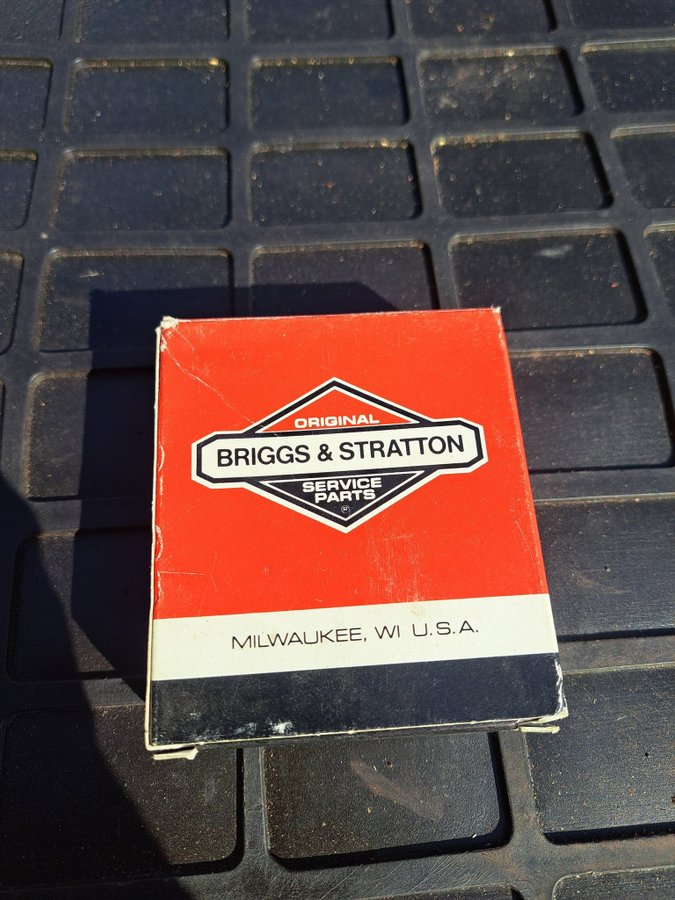 ORIGINAL
BRIGGS & STRATTON
SERVICE
PARTS
MILWAUKEE, WI U.S.A.